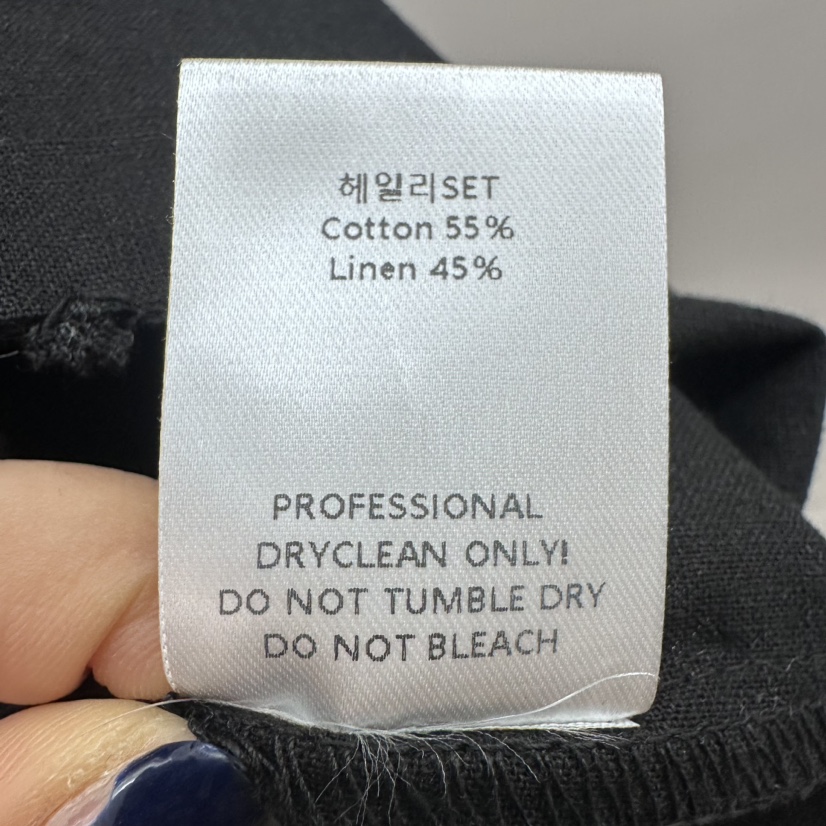 헤일리SET
Cotton 55%
Linen 45%
PROFESSIONAL
DRYCLEAN ONLY!
DO NOT TUMBLE DRY
DO NOT BLEACH